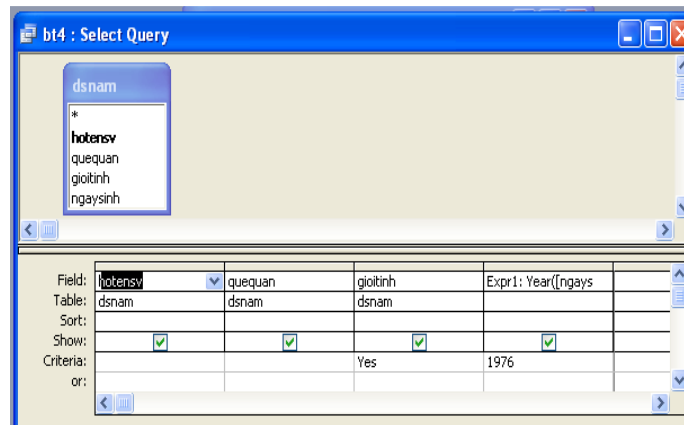 bt4 : Select Query
dsnam
*
hotensv
quequan
gioitinh
ngaysinh
Field: hotensv quequan gioitinh Expr1: Year([ngays
Table: dsnam dsnam dsnam
Sort:
Show:
Criteria: Yes 1976
or: